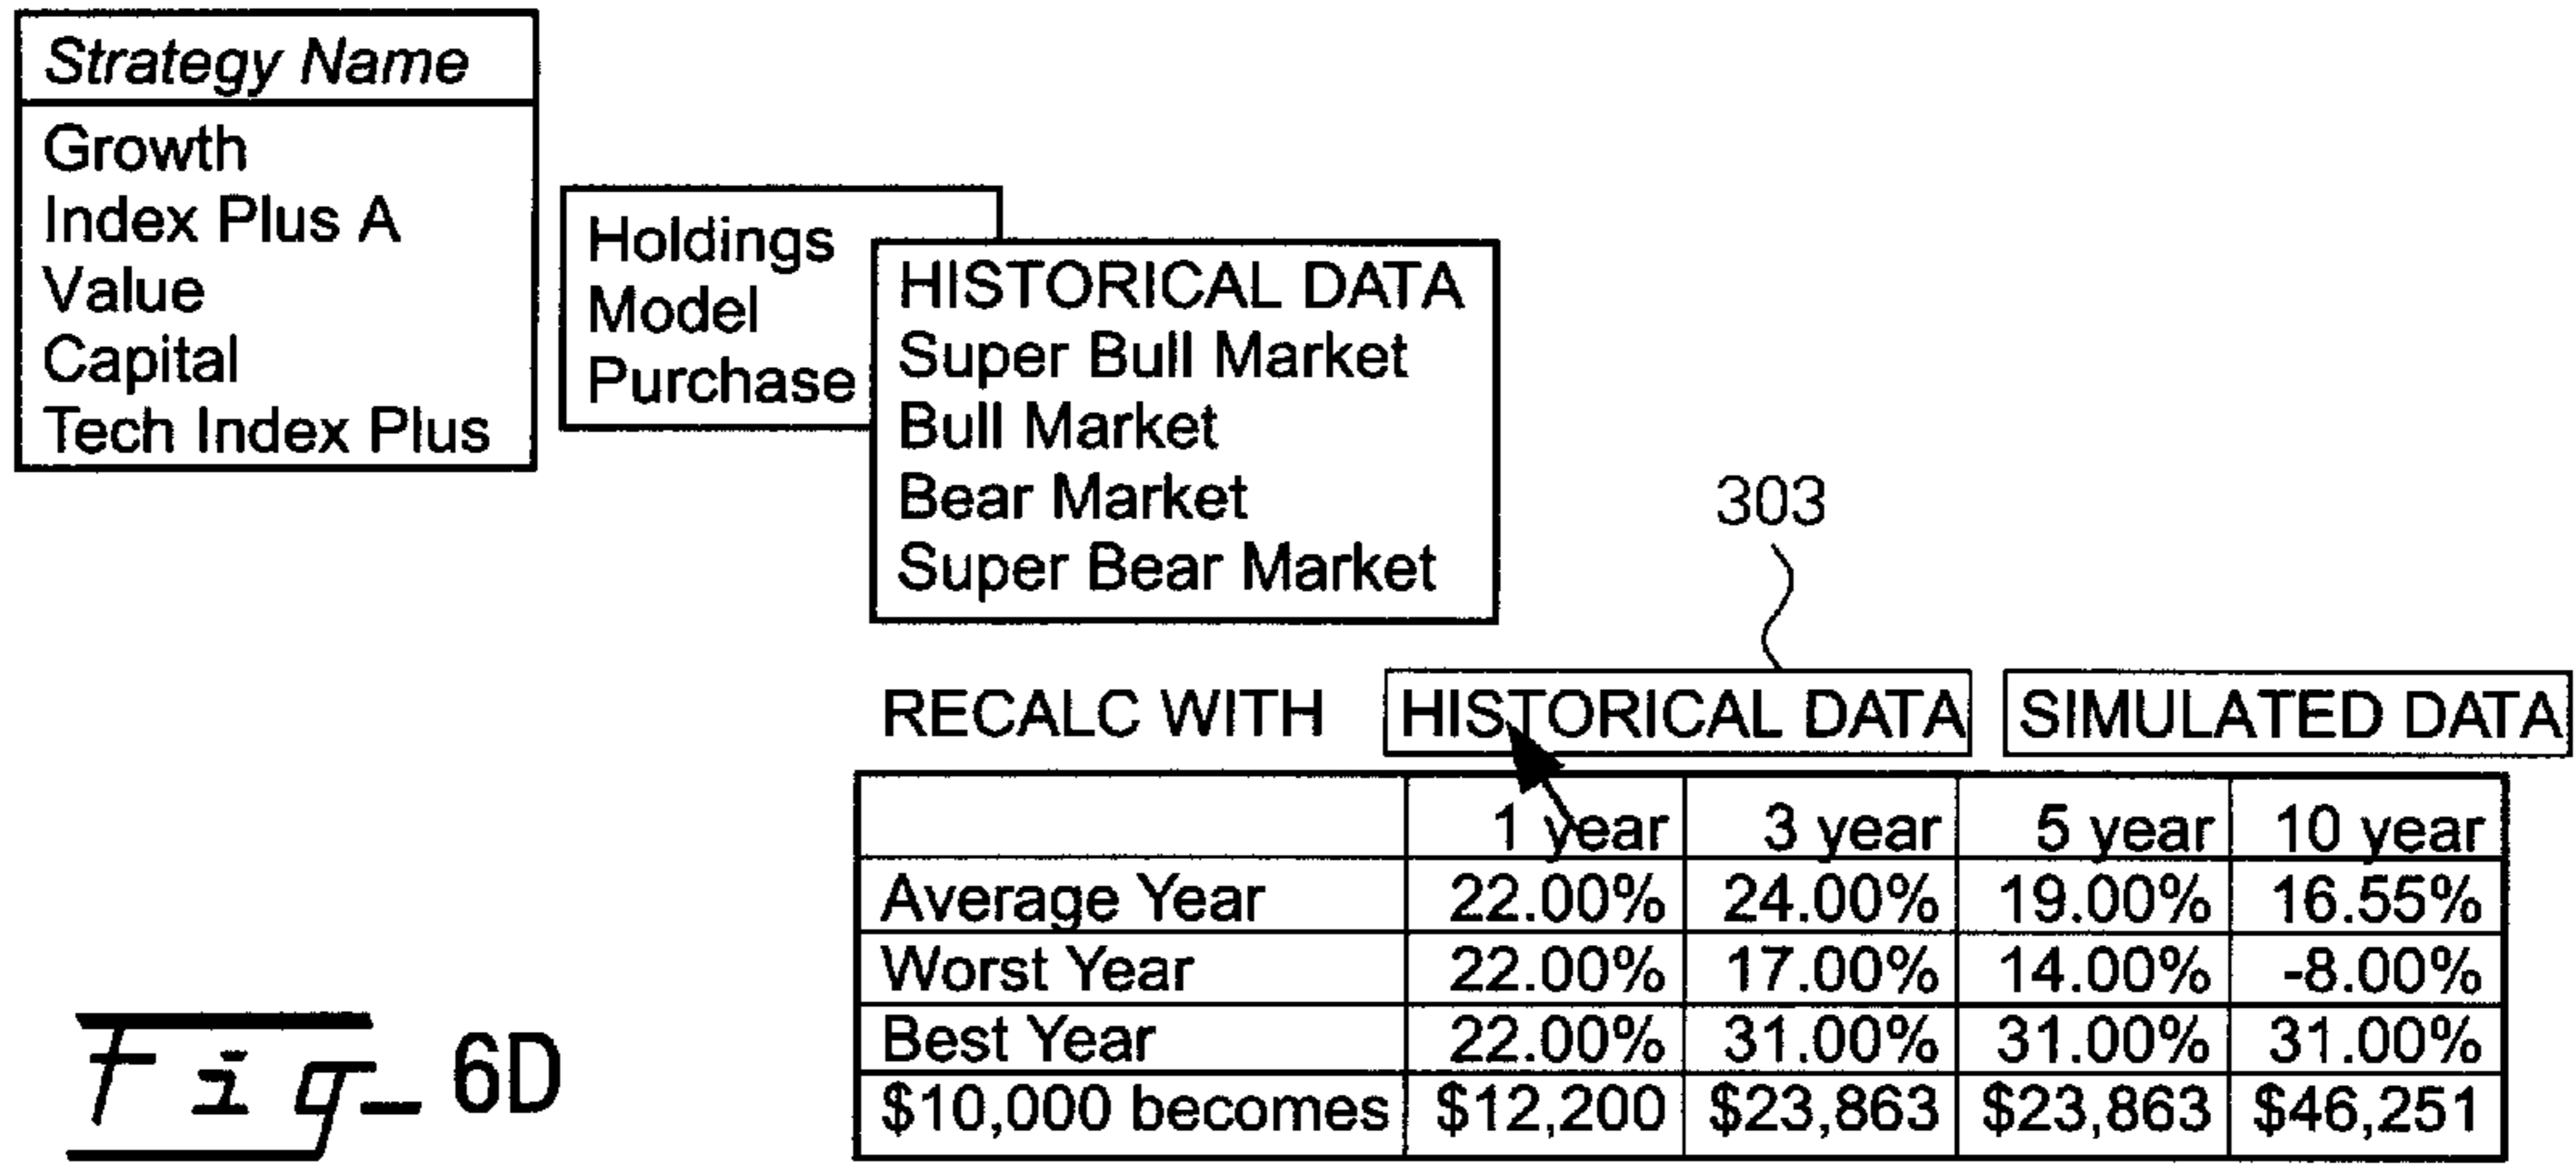 Strategy Name
Growth
Index Plus A
Value
Capital
Tech Index Plus
Holdings
Model
Purchase
HISTORICAL DATA
Super Bull Market
Bull Market
Bear Market
Super Bear Market
303
RECALC WITH HISTORICAL DATA SIMULATED DATA
1 year 3 year 5 year 10 year
Average Year 22.00% 24.00% 19.00% 16.55%
Worst Year 22.00% 17.00% 14.00% -8.00%
Best Year 22.00% 31.00% 31.00% 31.00%
$10,000 becomes $12,200 $23,863 $23,863 $46,251
Fig_ 6D